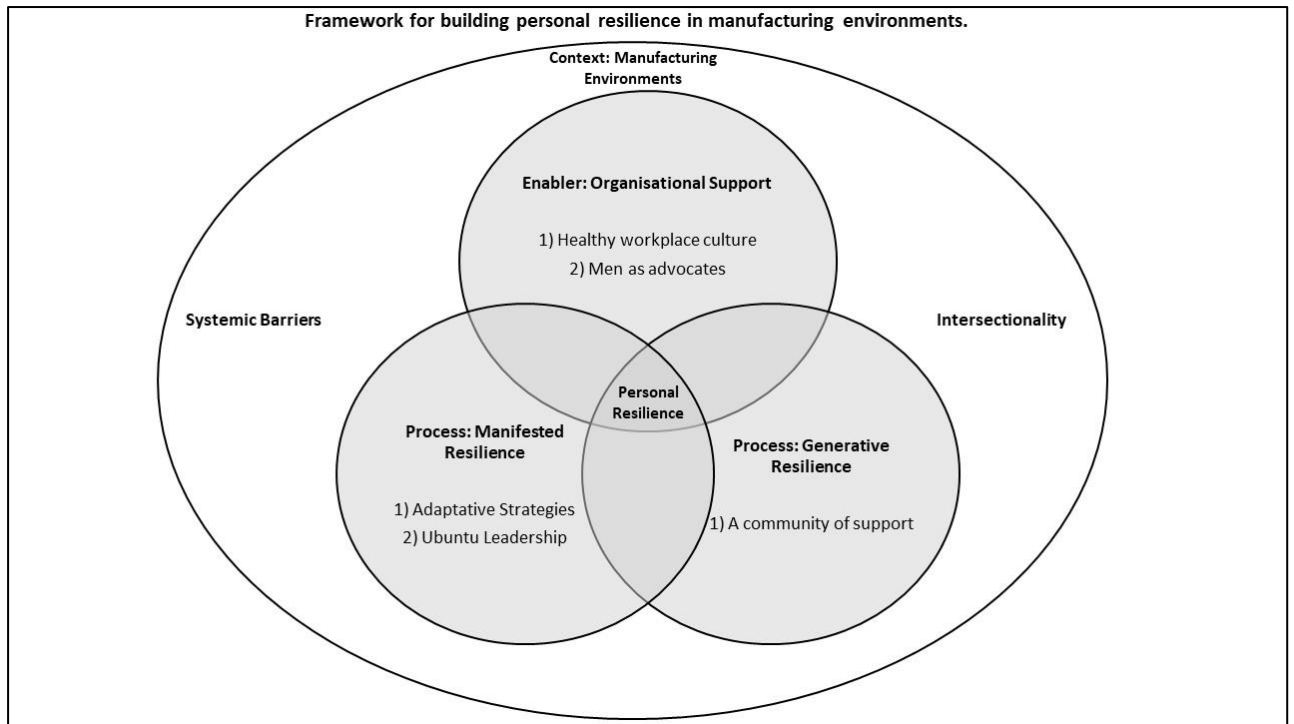 Framework for building personal resilience in manufacturing environments.
Context: Manufacturing
Environments
Enabler: Organisational Support
1) Healthy workplace culture
2) Men as advocates
Systemic Barriers
Intersectionality
Personal
Resilience
Process: Manifested
Resilience
1) Adaptative Strategies
2) Ubuntu Leadership
Process: Generative
Resilience
1) A community of support